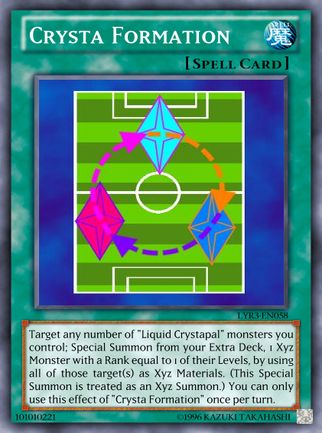 Crysta Formation
[Spell Card]
LYR3-EN058
Target any number of "Liquid Crystapal" monsters you
control; Special Summon from your Extra Deck, 1 Xyz
Monster with a Rank equal to 1 of their Levels, by using
all of those target(s) as Xyz Materials. (This Special
Summon is treated as an Xyz Summon.) You can only
use this effect of "Crysta Formation" once per turn.
101010221
©1996 KAZUKI TAKAHASHI